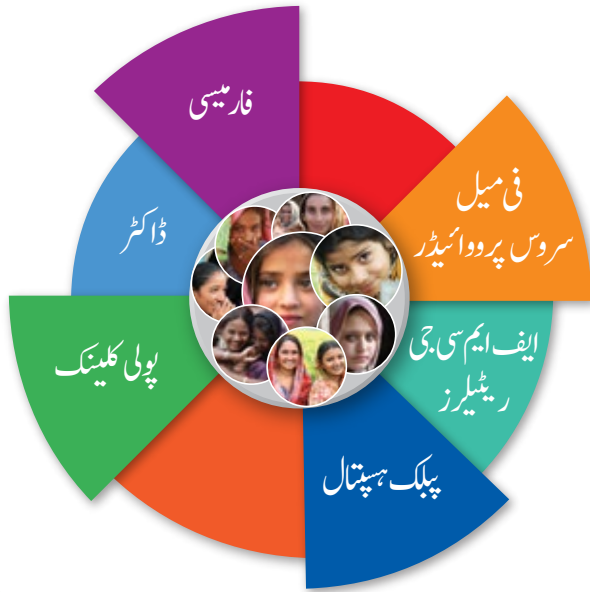 فارمیسی
فی میل
سروس پرووائیڈر
ڈاکٹر
ایف ایم سی جی
ریٹیلرز
پولی کلینک
پبلک ہسپتال